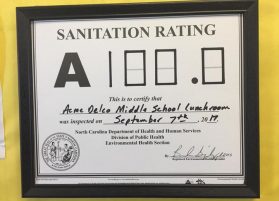 SANITATION RATING
A 100.0
This is to certify that
Acme Delco Middle School Lunchroom
was inspected on September 7th, 2017.
North Carolina Department of Health and Human Services
Division of Public Health
Environmental Health Section
By: